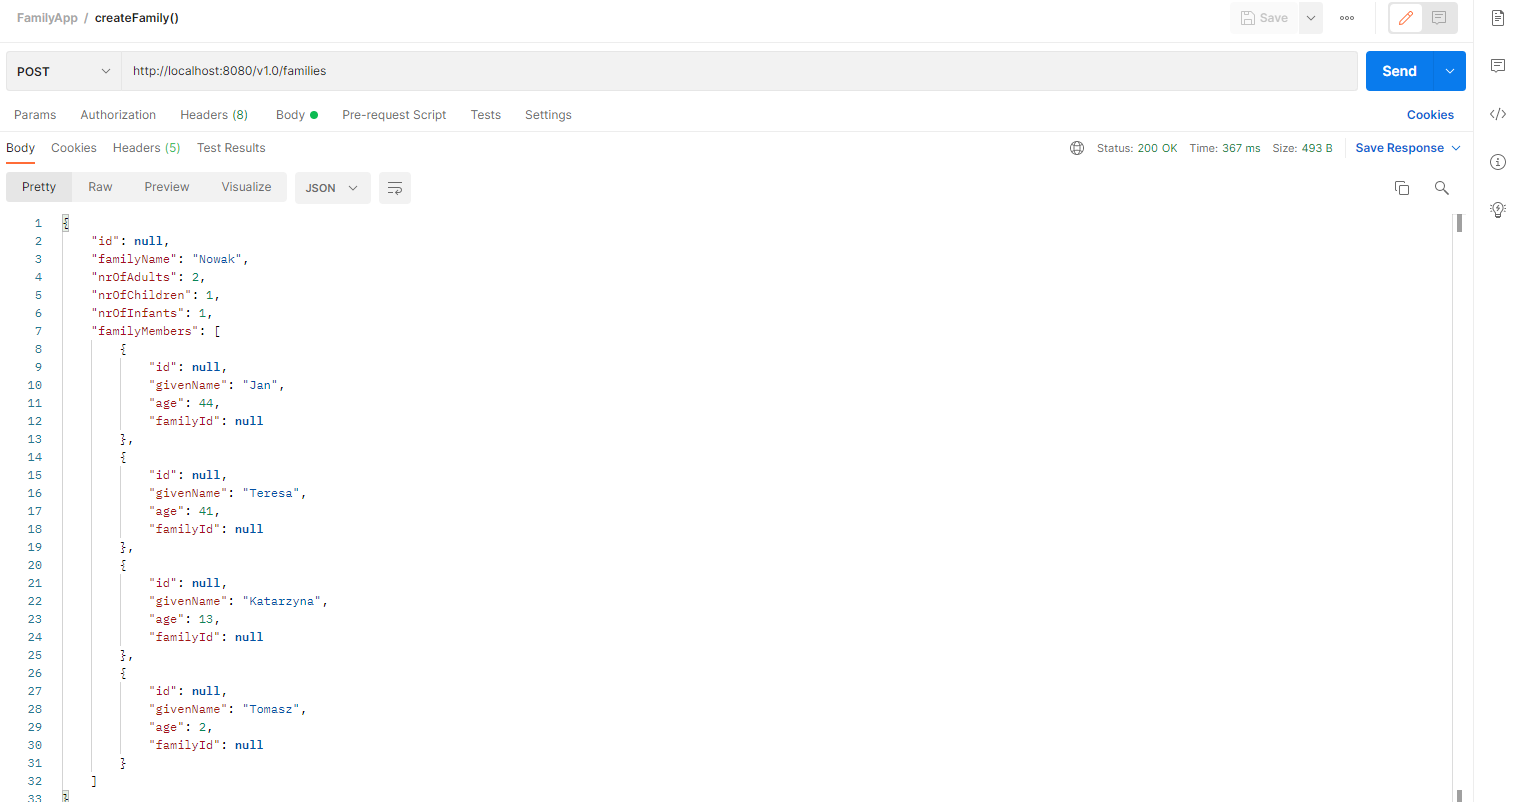 FamilyApp / createFamily() Save
POST http://localhost:8080/v1.0/families Send
Params Authorization Headers (8) Body Pre-request Script Tests Settings Cookies
Body Cookies Headers (5) Test Results Status: 200 OK Time: 367 ms Size: 493 B Save Response
Pretty Raw Preview Visualize JSON
1 {
2 "id": null,
3 "familyName": "Nowak",
4 "nrOfAdults": 2,
5 "nrOfChildren": 1,
6 "nrOfInfants": 1,
7 "familyMembers": [
8 {
9 "id": null,
10 "givenName": "Jan",
11 "age": 44,
12 "familyId": null
13 },
14 {
15 "id": null,
16 "givenName": "Teresa",
17 "age": 41,
18 "familyId": null
19 },
20 {
21 "id": null,
22 "givenName": "Katarzyna",
23 "age": 13,
24 "familyId": null
25 },
26 {
27 "id": null,
28 "givenName": "Tomasz",
29 "age": 2,
30 "familyId": null
31 }
32 ]
33 }